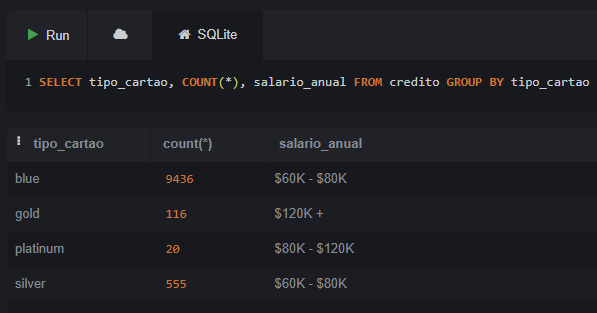 Run SQLite
1 SELECT tipo_cartao, COUNT(*), salario_anual FROM credito GROUP BY tipo_cartao
tipo_cartao count(*) salario_anual
blue 9436 $60K - $80K
gold 116 $120K +
platinum 20 $80K - $120K
silver 555 $60K - $80K